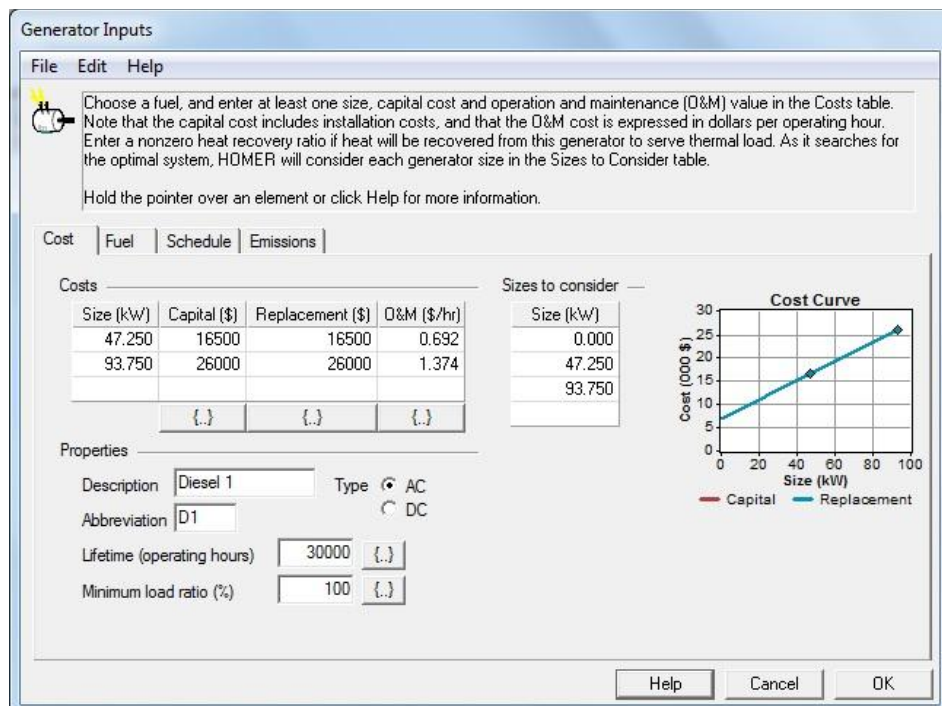 Generator Inputs
File Edit Help
Choose a fuel, and enter at least one size, capital cost and operation and maintenance (O&M) value in the Costs table.
Note that the capital cost includes installation costs, and that the O&M cost is expressed in dollars per operating hour.
Enter a nonzero heat recovery ratio if heat will be recovered from this generator to serve thermal load. As it searches for
the optimal system, HOMER will consider each generator size in the Sizes to Consider table.
Hold the pointer over an element or click Help for more information.
Cost Fuel Schedule Emissions
Costs
Size (kW) Capital ($) Replacement ($) O&M ($/hr)
47.250 16500 16500 0.692
93.750 26000 26000 1.374
{..} {..} {..}
Sizes to consider
Size (kW)
0.000
47.250
93.750
Cost Curve
Cost (000 $)
30
25
20
15
10
5
0
0 20 40 60 80 100
Size (kW)
Capital Replacement
Properties
Description Diesel 1 Type AC
DC
Abbreviation D1
Lifetime (operating hours) 30000 {..}
Minimum load ratio (%) 100 {..}
Help Cancel OK